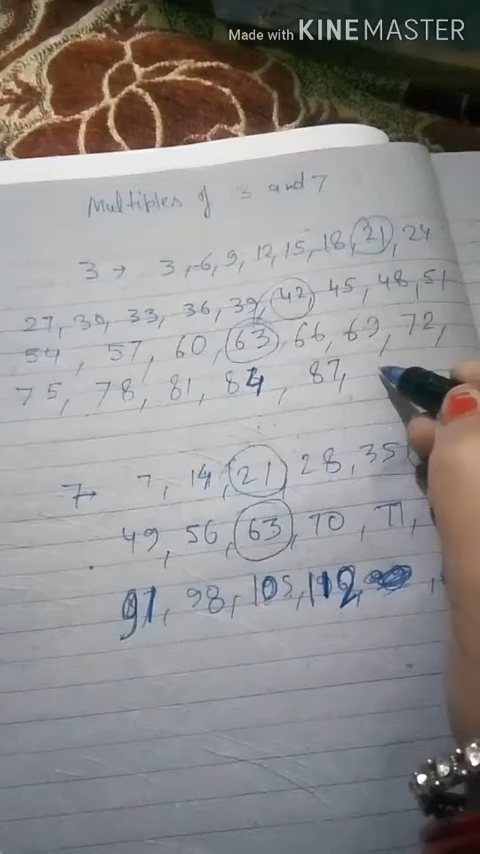 Made with KINEMASTER
Multiples of 3 and 7
3 → 3, 6, 9, 12, 15, 18, 21, 24
27, 30, 33, 36, 39, 42, 45, 48, 51
54, 57, 60, 63, 66, 69, 72,
75, 78, 81, 84, 87,
7 → 7, 14, 21, 28, 35
49, 56, 63, 70, 77,
91, 98, 105, 112,